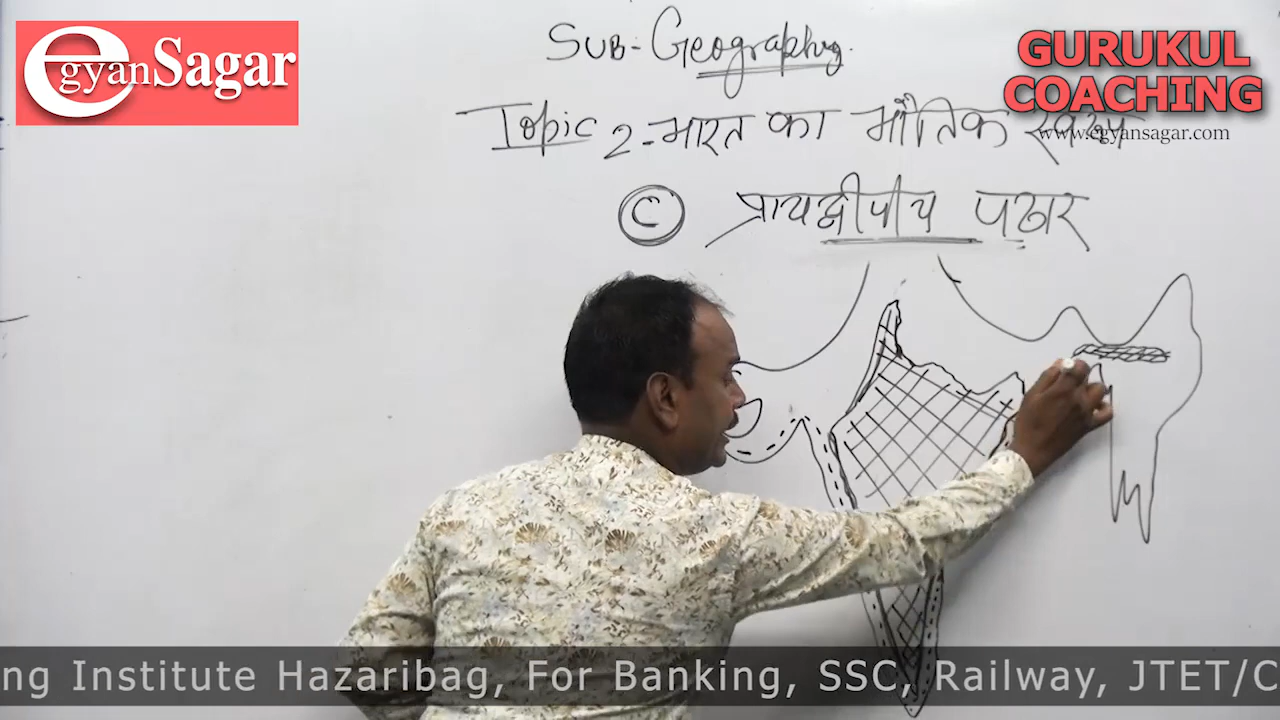 egyanSagar
GURUKUL
COACHING
www.egyansagar.com
SUB- Geography.
Topic 2- भारत का भौतिक स्वरूप
C प्रायद्वीपीय पठार
ng Institute Hazaribag, For Banking, SSC, Railway, JTET/C